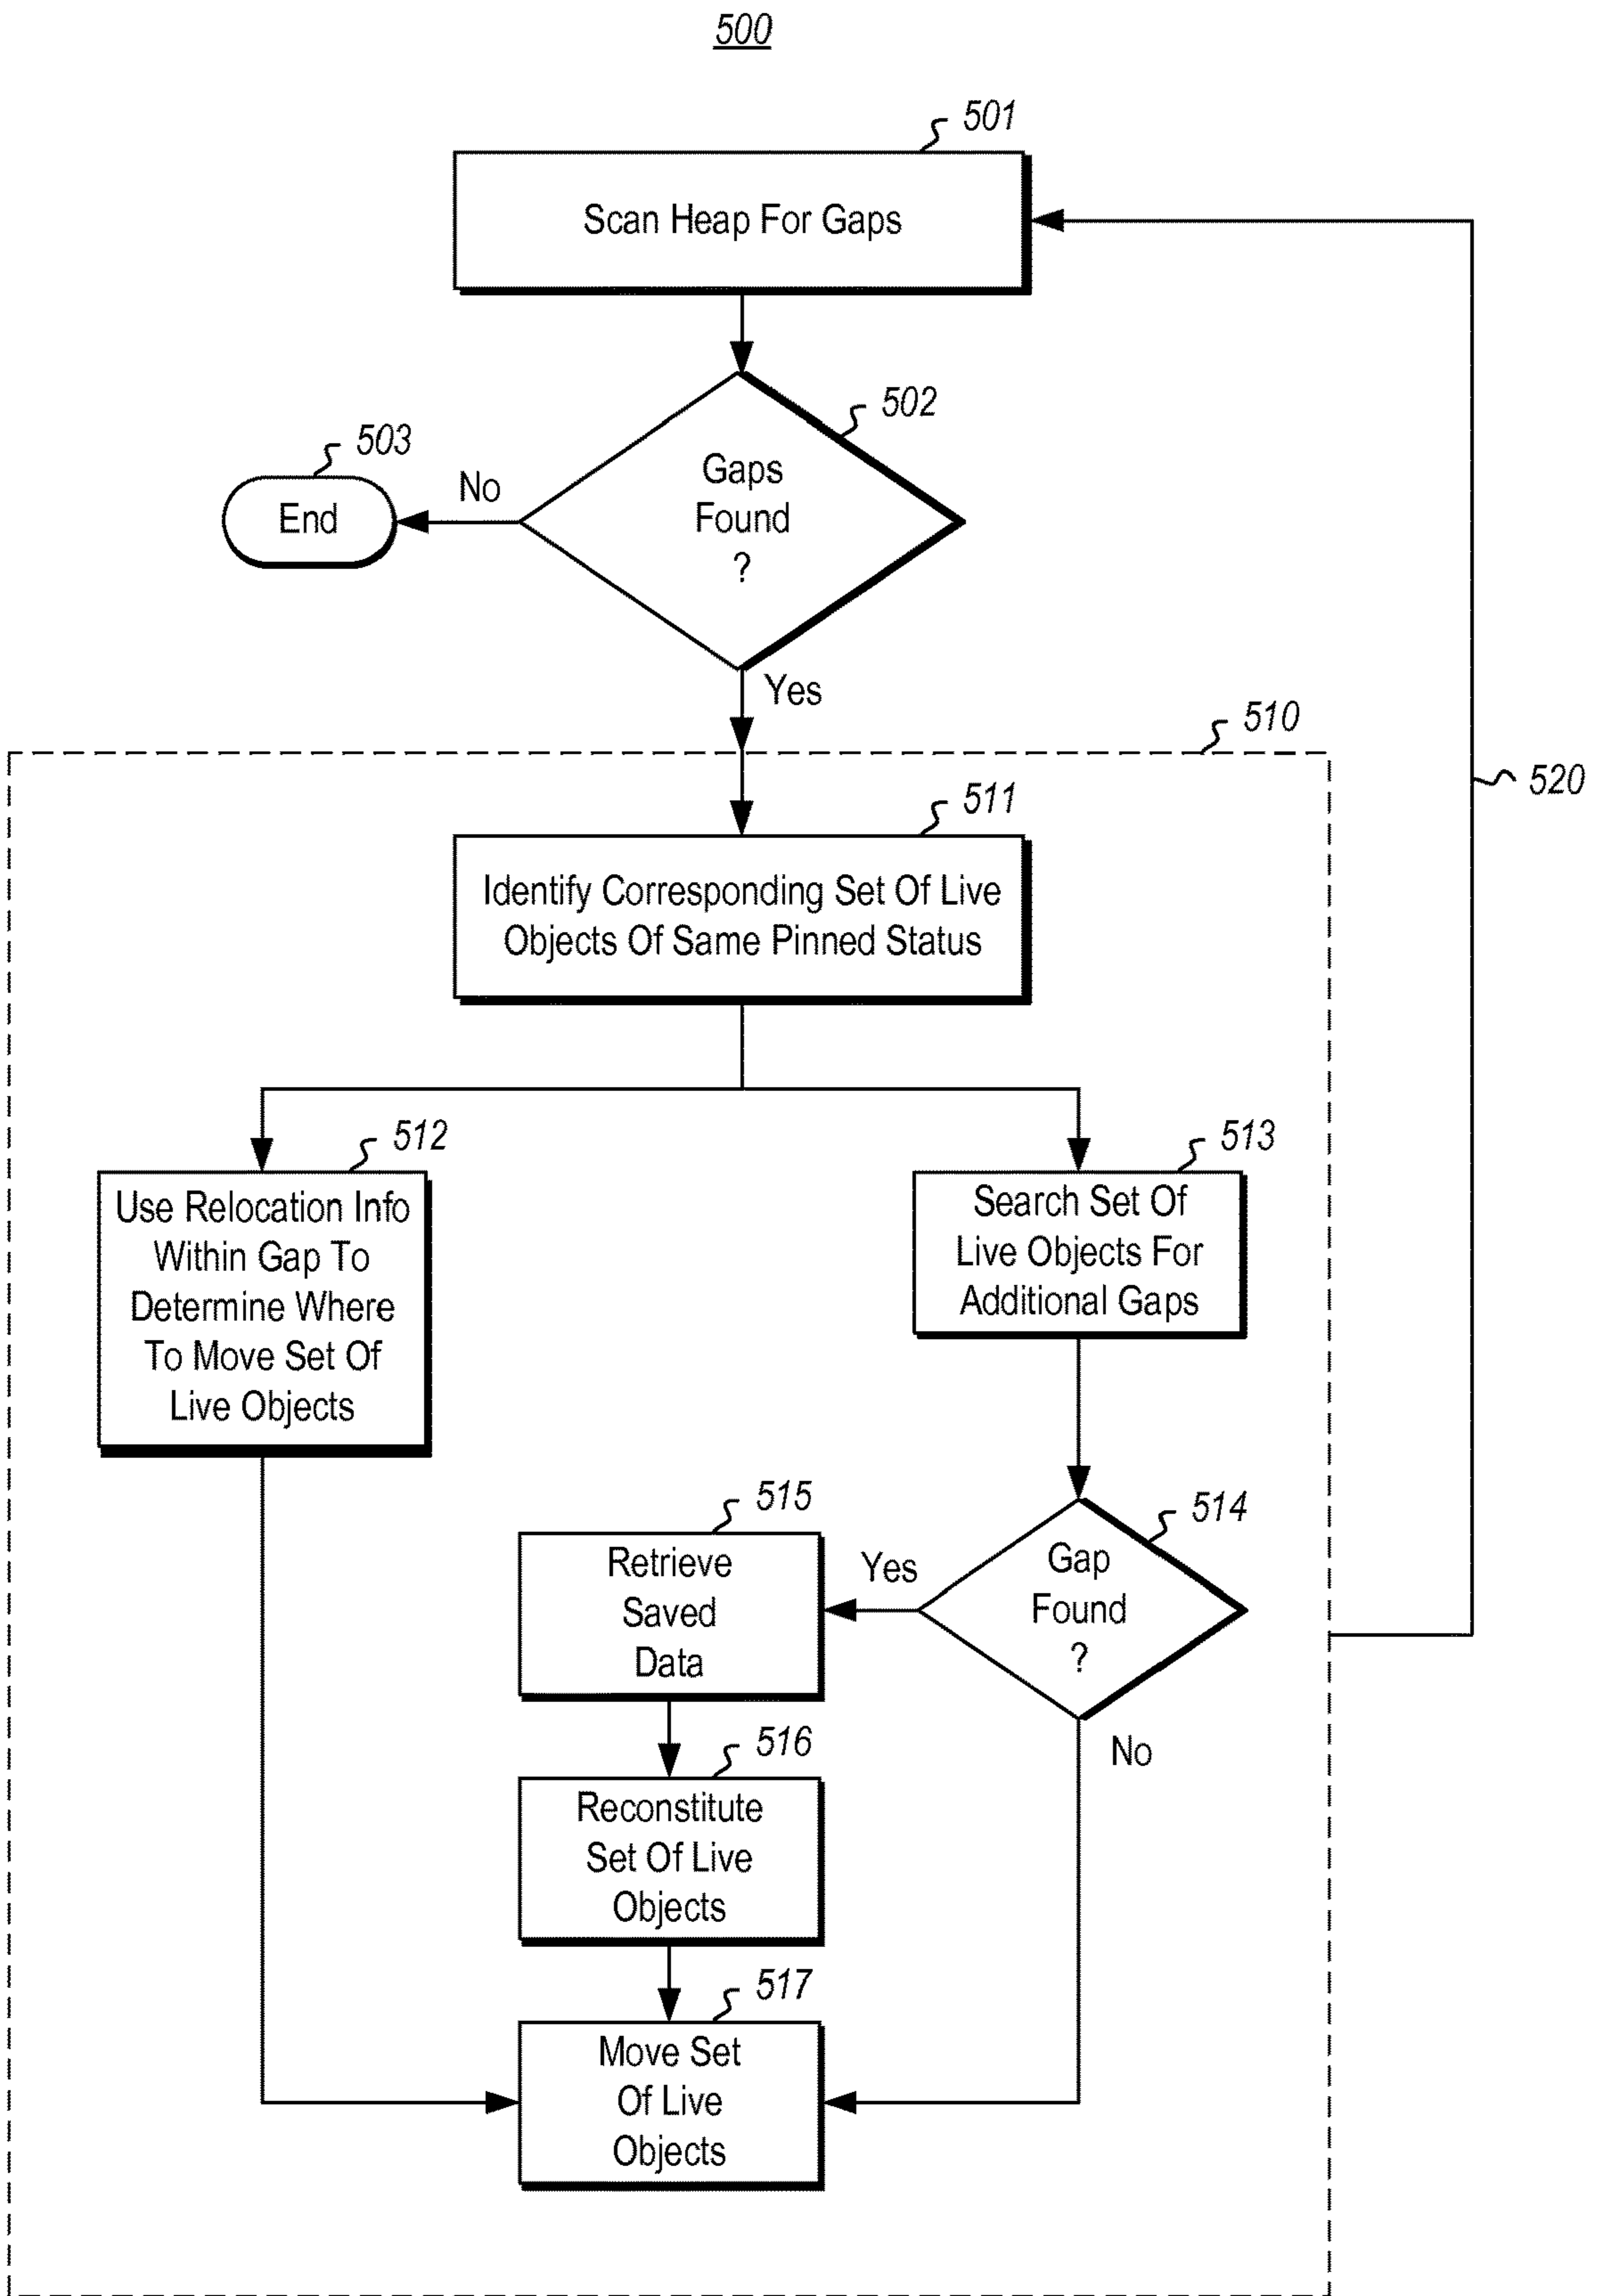 500
501
Scan Heap For Gaps
502
Gaps
Found
?
503
End
No
Yes
510
520
511
Identify Corresponding Set Of Live
Objects Of Same Pinned Status
512
Use Relocation Info
Within Gap To
Determine Where
To Move Set Of
Live Objects
513
Search Set Of
Live Objects For
Additional Gaps
514
Gap
Found
?
Yes
No
515
Retrieve
Saved
Data
516
Reconstitute
Set Of Live
Objects
517
Move Set
Of Live
Objects